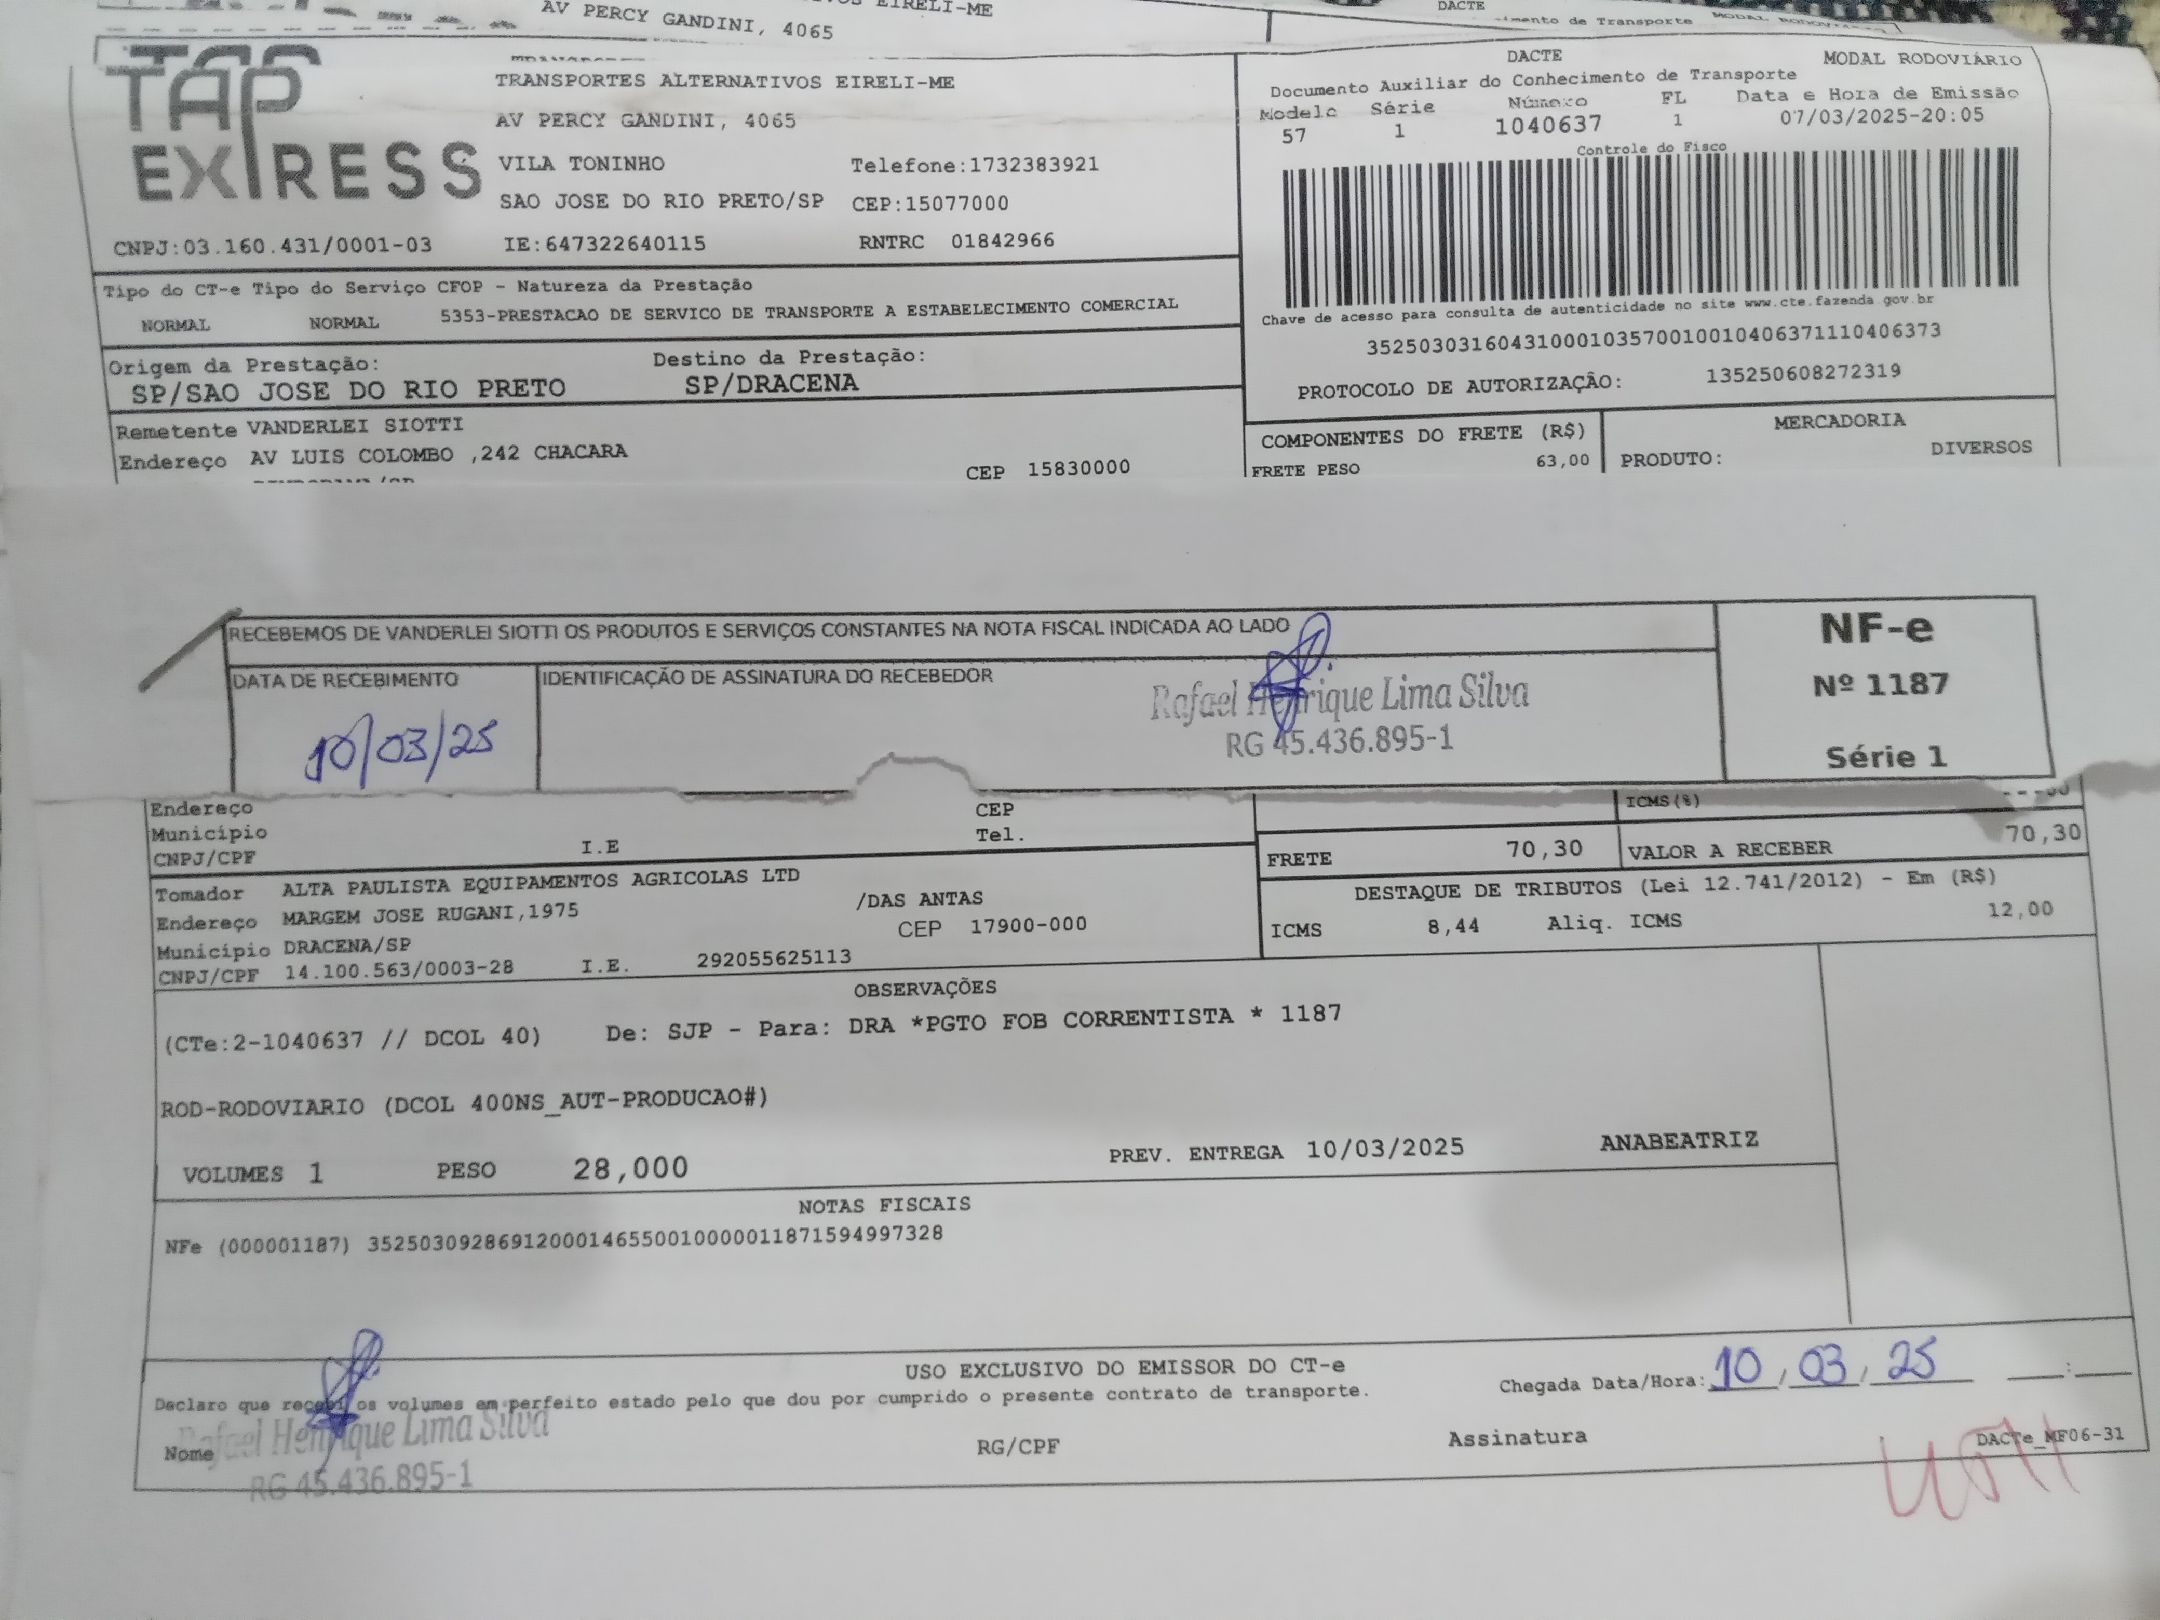 AV PERCY GANDINI, 4065
EIRELI-ME
DACTE
TAP
EXPRESS
TRANSPORTES ALTERNATIVOS EIRELI-ME
AV PERCY GANDINI, 4065
VILA TONINHO Telefone:1732383921
SAO JOSE DO RIO PRETO/SP CEP:15077000
CNPJ:03.160.431/0001-03 IE:647322640115 RNTRC 01842966
DACTE MODAL RODOVIÁRIO
Documento Auxiliar do Conhecimento de Transporte
Modelo Série Número FL Data e Hora de Emissão
57 1 1040637 1 07/03/2025-20:05
Controle do Fisco
Chave de acesso para consulta de autenticidade no site www.cte.fazenda.gov.br
35250303160431000103570010010406371110406373
PROTOCOLO DE AUTORIZAÇÃO: 135250608272319
Tipo do CT-e Tipo do Serviço CFOP - Natureza da Prestação
NORMAL NORMAL 5353-PRESTACAO DE SERVICO DE TRANSPORTE A ESTABELECIMENTO COMERCIAL
Origem da Prestação: Destino da Prestação:
SP/SAO JOSE DO RIO PRETO SP/DRACENA
Remetente VANDERLEI SIOTTI
Endereço AV LUIS COLOMBO ,242 CHACARA CEP 15830000
COMPONENTES DO FRETE (R$) MERCADORIA
FRETE PESO 63,00 PRODUTO: DIVERSOS
RECEBEMOS DE VANDERLEI SIOTTI OS PRODUTOS E SERVIÇOS CONSTANTES NA NOTA FISCAL INDICADA AO LADO
DATA DE RECEBIMENTO IDENTIFICAÇÃO DE ASSINATURA DO RECEBEDOR
10/03/25
Rafael Henrique Lima Silva
RG 45.436.895-1
NF-e
Nº 1187
Série 1
Endereço CEP
Município Tel.
CNPJ/CPF I.E
ICMS(%)
FRETE 70,30 VALOR A RECEBER 70,30
Tomador ALTA PAULISTA EQUIPAMENTOS AGRICOLAS LTD
Endereço MARGEM JOSE RUGANI,1975 /DAS ANTAS
Município DRACENA/SP CEP 17900-000
CNPJ/CPF 14.100.563/0003-28 I.E. 292055625113
DESTAQUE DE TRIBUTOS (Lei 12.741/2012) - Em (R$)
ICMS 8,44 Aliq. ICMS 12,00
OBSERVAÇÕES
(CTe:2-1040637 // DCOL 40) De: SJP - Para: DRA *PGTO FOB CORRENTISTA * 1187
ROD-RODOVIARIO (DCOL 400NS_AUT-PRODUCAO#)
VOLUMES 1 PESO 28,000 PREV. ENTREGA 10/03/2025 ANABEATRIZ
NOTAS FISCAIS
NFe (000001187) 35250309286912000146550010000011871594997328
USO EXCLUSIVO DO EMISSOR DO CT-e
Declaro que recebi os volumes em perfeito estado pelo que dou por cumprido o presente contrato de transporte.
Chegada Data/Hora: 10/03/25 __:__
Rafael Henrique Lima Silva
Nome RG/CPF Assinatura DACTe_MF06-31
RG 45.436.895-1